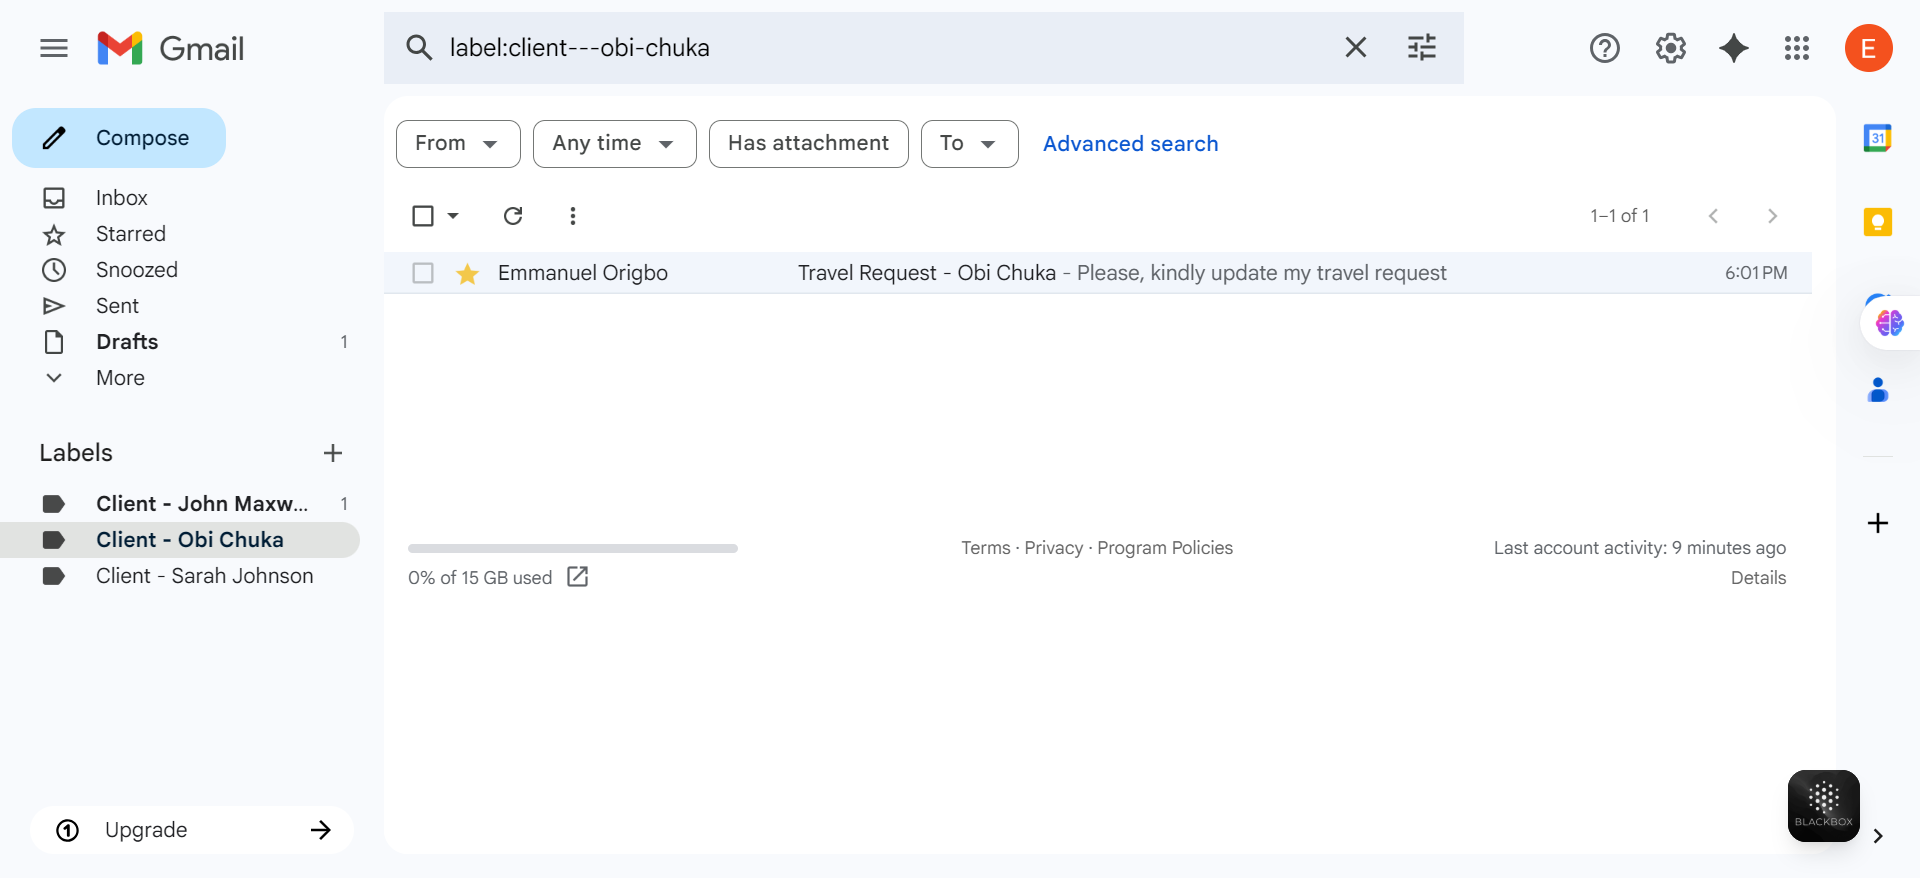 Gmail
label:client---obi-chuka
E
Compose
Inbox
Starred
Snoozed
Sent
Drafts 1
More
Labels
Client - John Maxw... 1
Client - Obi Chuka
Client - Sarah Johnson
Upgrade
From
Any time
Has attachment
To
Advanced search
1–1 of 1
Emmanuel Origbo Travel Request - Obi Chuka - Please, kindly update my travel request 6:01 PM
0% of 15 GB used
Terms · Privacy · Program Policies
Last account activity: 9 minutes ago
Details
31
BLACKBOX